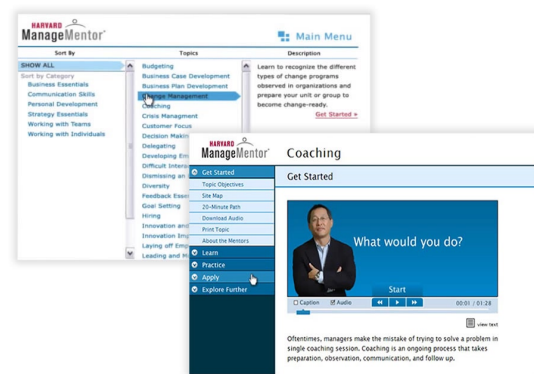 HARVARD
ManageMentor
Main Menu
Sort By
Topics
Description
SHOW ALL
Sort by Category
Business Essentials
Communication Skills
Personal Development
Strategy Essentials
Working with Teams
Working with Individuals
Budgeting
Business Case Development
Business Plan Development
Change Management
Coaching
Crisis Managment
Customer Focus
Decision
Delegating
Developing
Difficult
Dismissing an
Diversity
Feedback
Goal Setting
Hiring
Innovation and
Innovation
Laying off
Leading and
Learn to recognize the different
types of change programs
observed in organizations and
prepare your unit or group to
become change-ready.
Get Started »
HARVARD
ManageMentor
Coaching
Get Started
Topic Objectives
Site Map
20-Minute Path
Download Audio
Print Topic
About the Mentors
Learn
Practice
Apply
Explore Further
Get Started
What would you do?
Start
Caption
Audio
00:01 / 01:28
view text
Oftentimes, managers make the mistake of trying to solve a problem in
single coaching session. Coaching is an ongoing process that takes
preparation, observation, communication, and follow up.